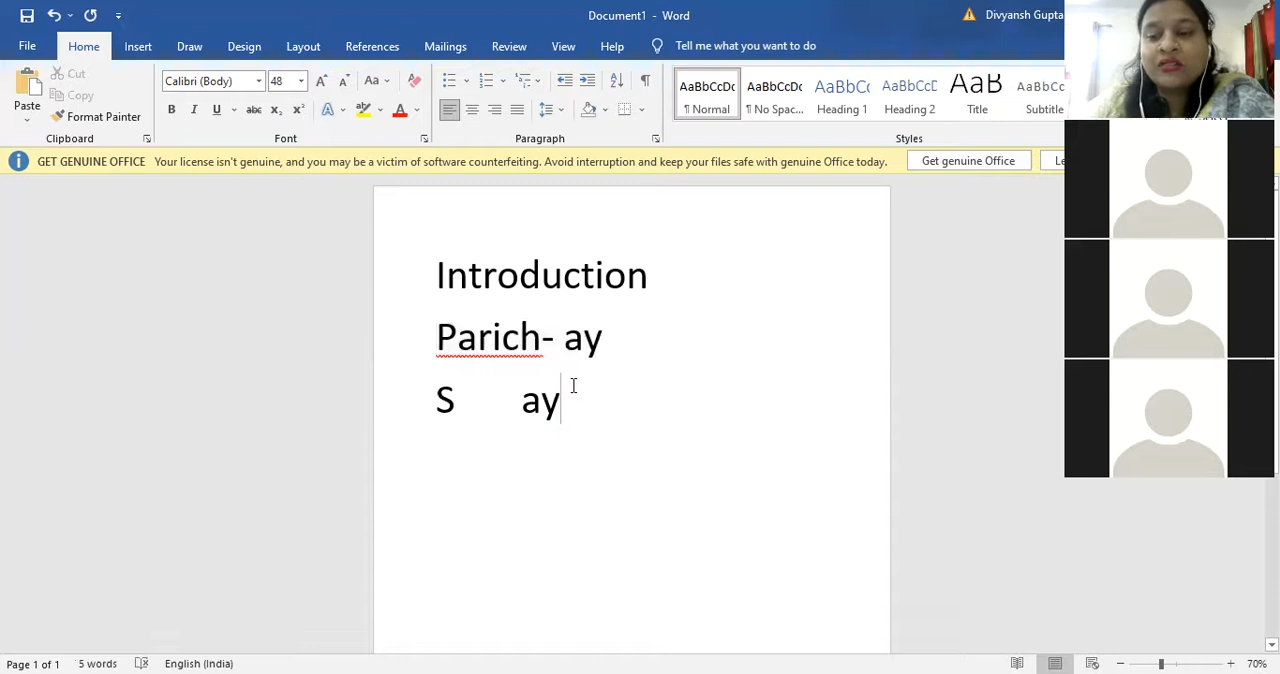 Document1 - Word
Divyansh Gupta
File Home Insert Draw Design Layout References Mailings Review View Help Tell me what you want to do
Paste
Cut
Copy
Format Painter
Calibri (Body) 48
AaBbCcDc AaBbCcDc AaBbCc AaBbCcD AaB AaBbCc
¶ Normal ¶ No Spac... Heading 1 Heading 2 Title Subtitle
Clipboard Font Paragraph Styles
GET GENUINE OFFICE Your license isn't genuine, and you may be a victim of software counterfeiting. Avoid interruption and keep your files safe with genuine Office today. Get genuine Office
Introduction
Parich- ay
S ay
Page 1 of 1 5 words English (India) 70%